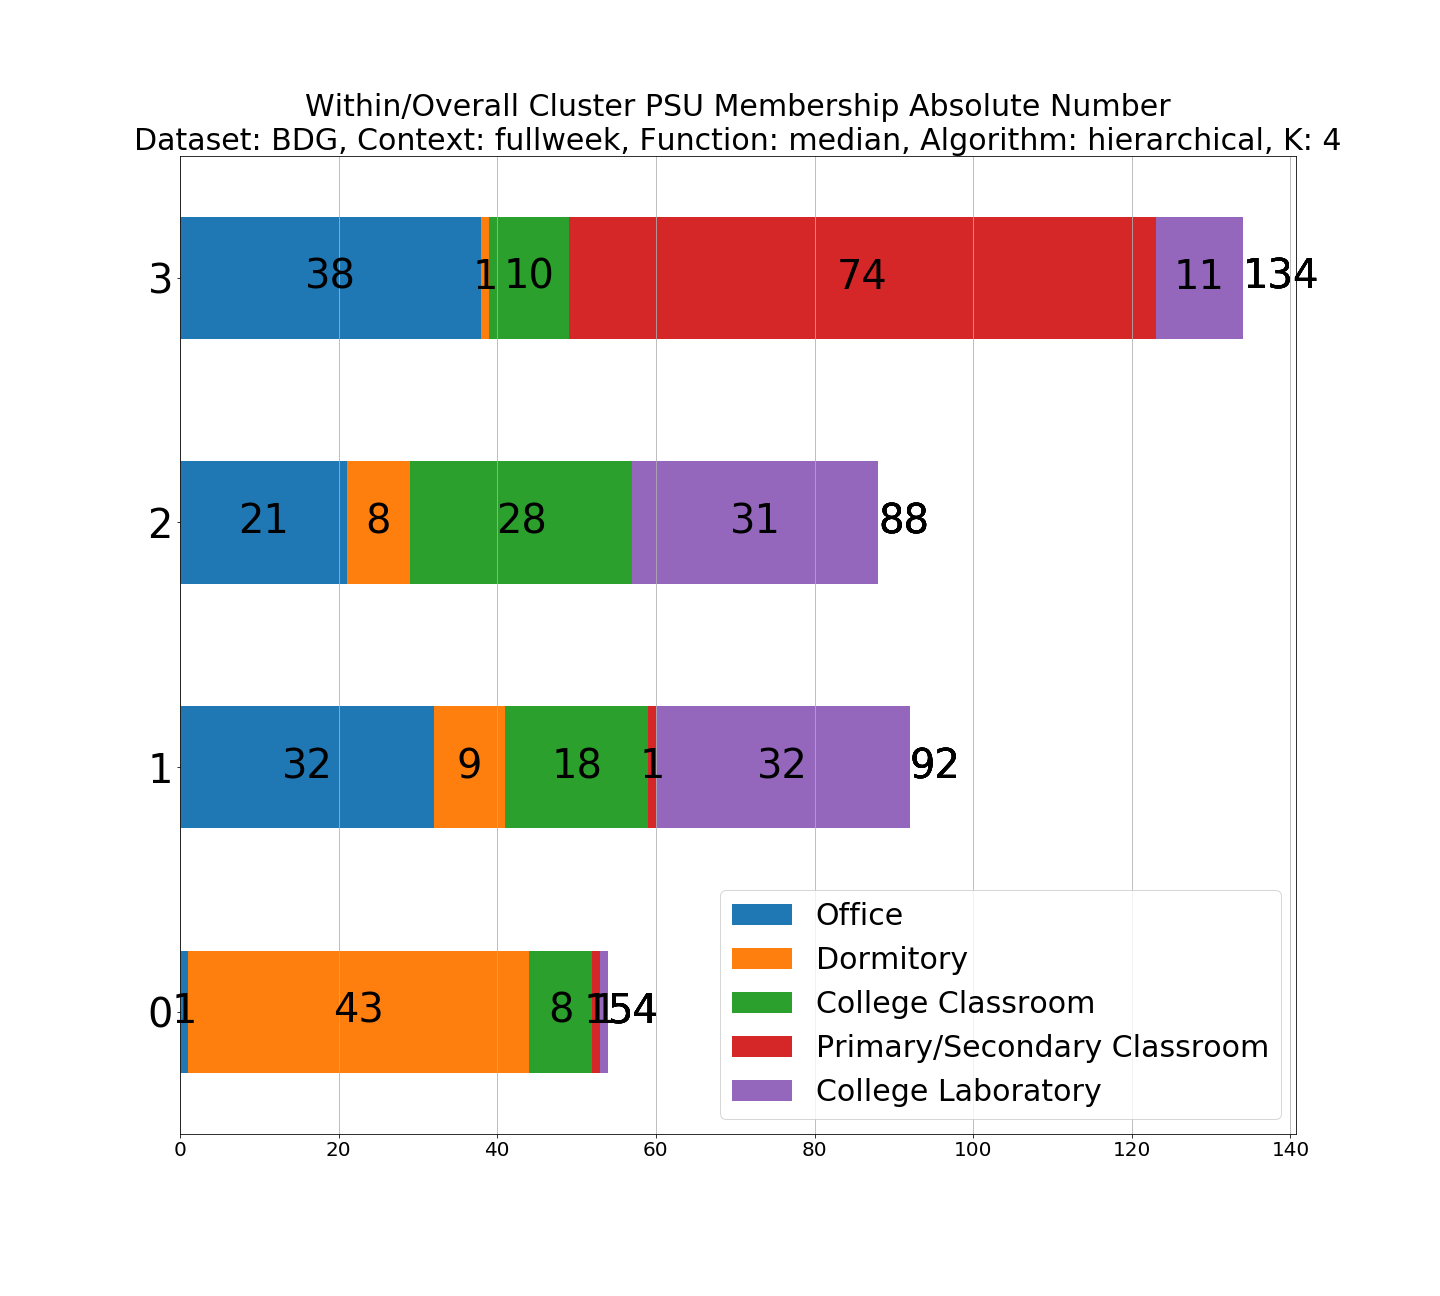 Within/Overall Cluster PSU Membership Absolute Number
Dataset: BDG, Context: fullweek, Function: median, Algorithm: hierarchical, K: 4
3 38 1 10 74 11 134
2 21 8 28 31 88
1 32 9 18 1 32 92
0 1 43 8 1 1 54
Office
Dormitory
College Classroom
Primary/Secondary Classroom
College Laboratory
0 20 40 60 80 100 120 140